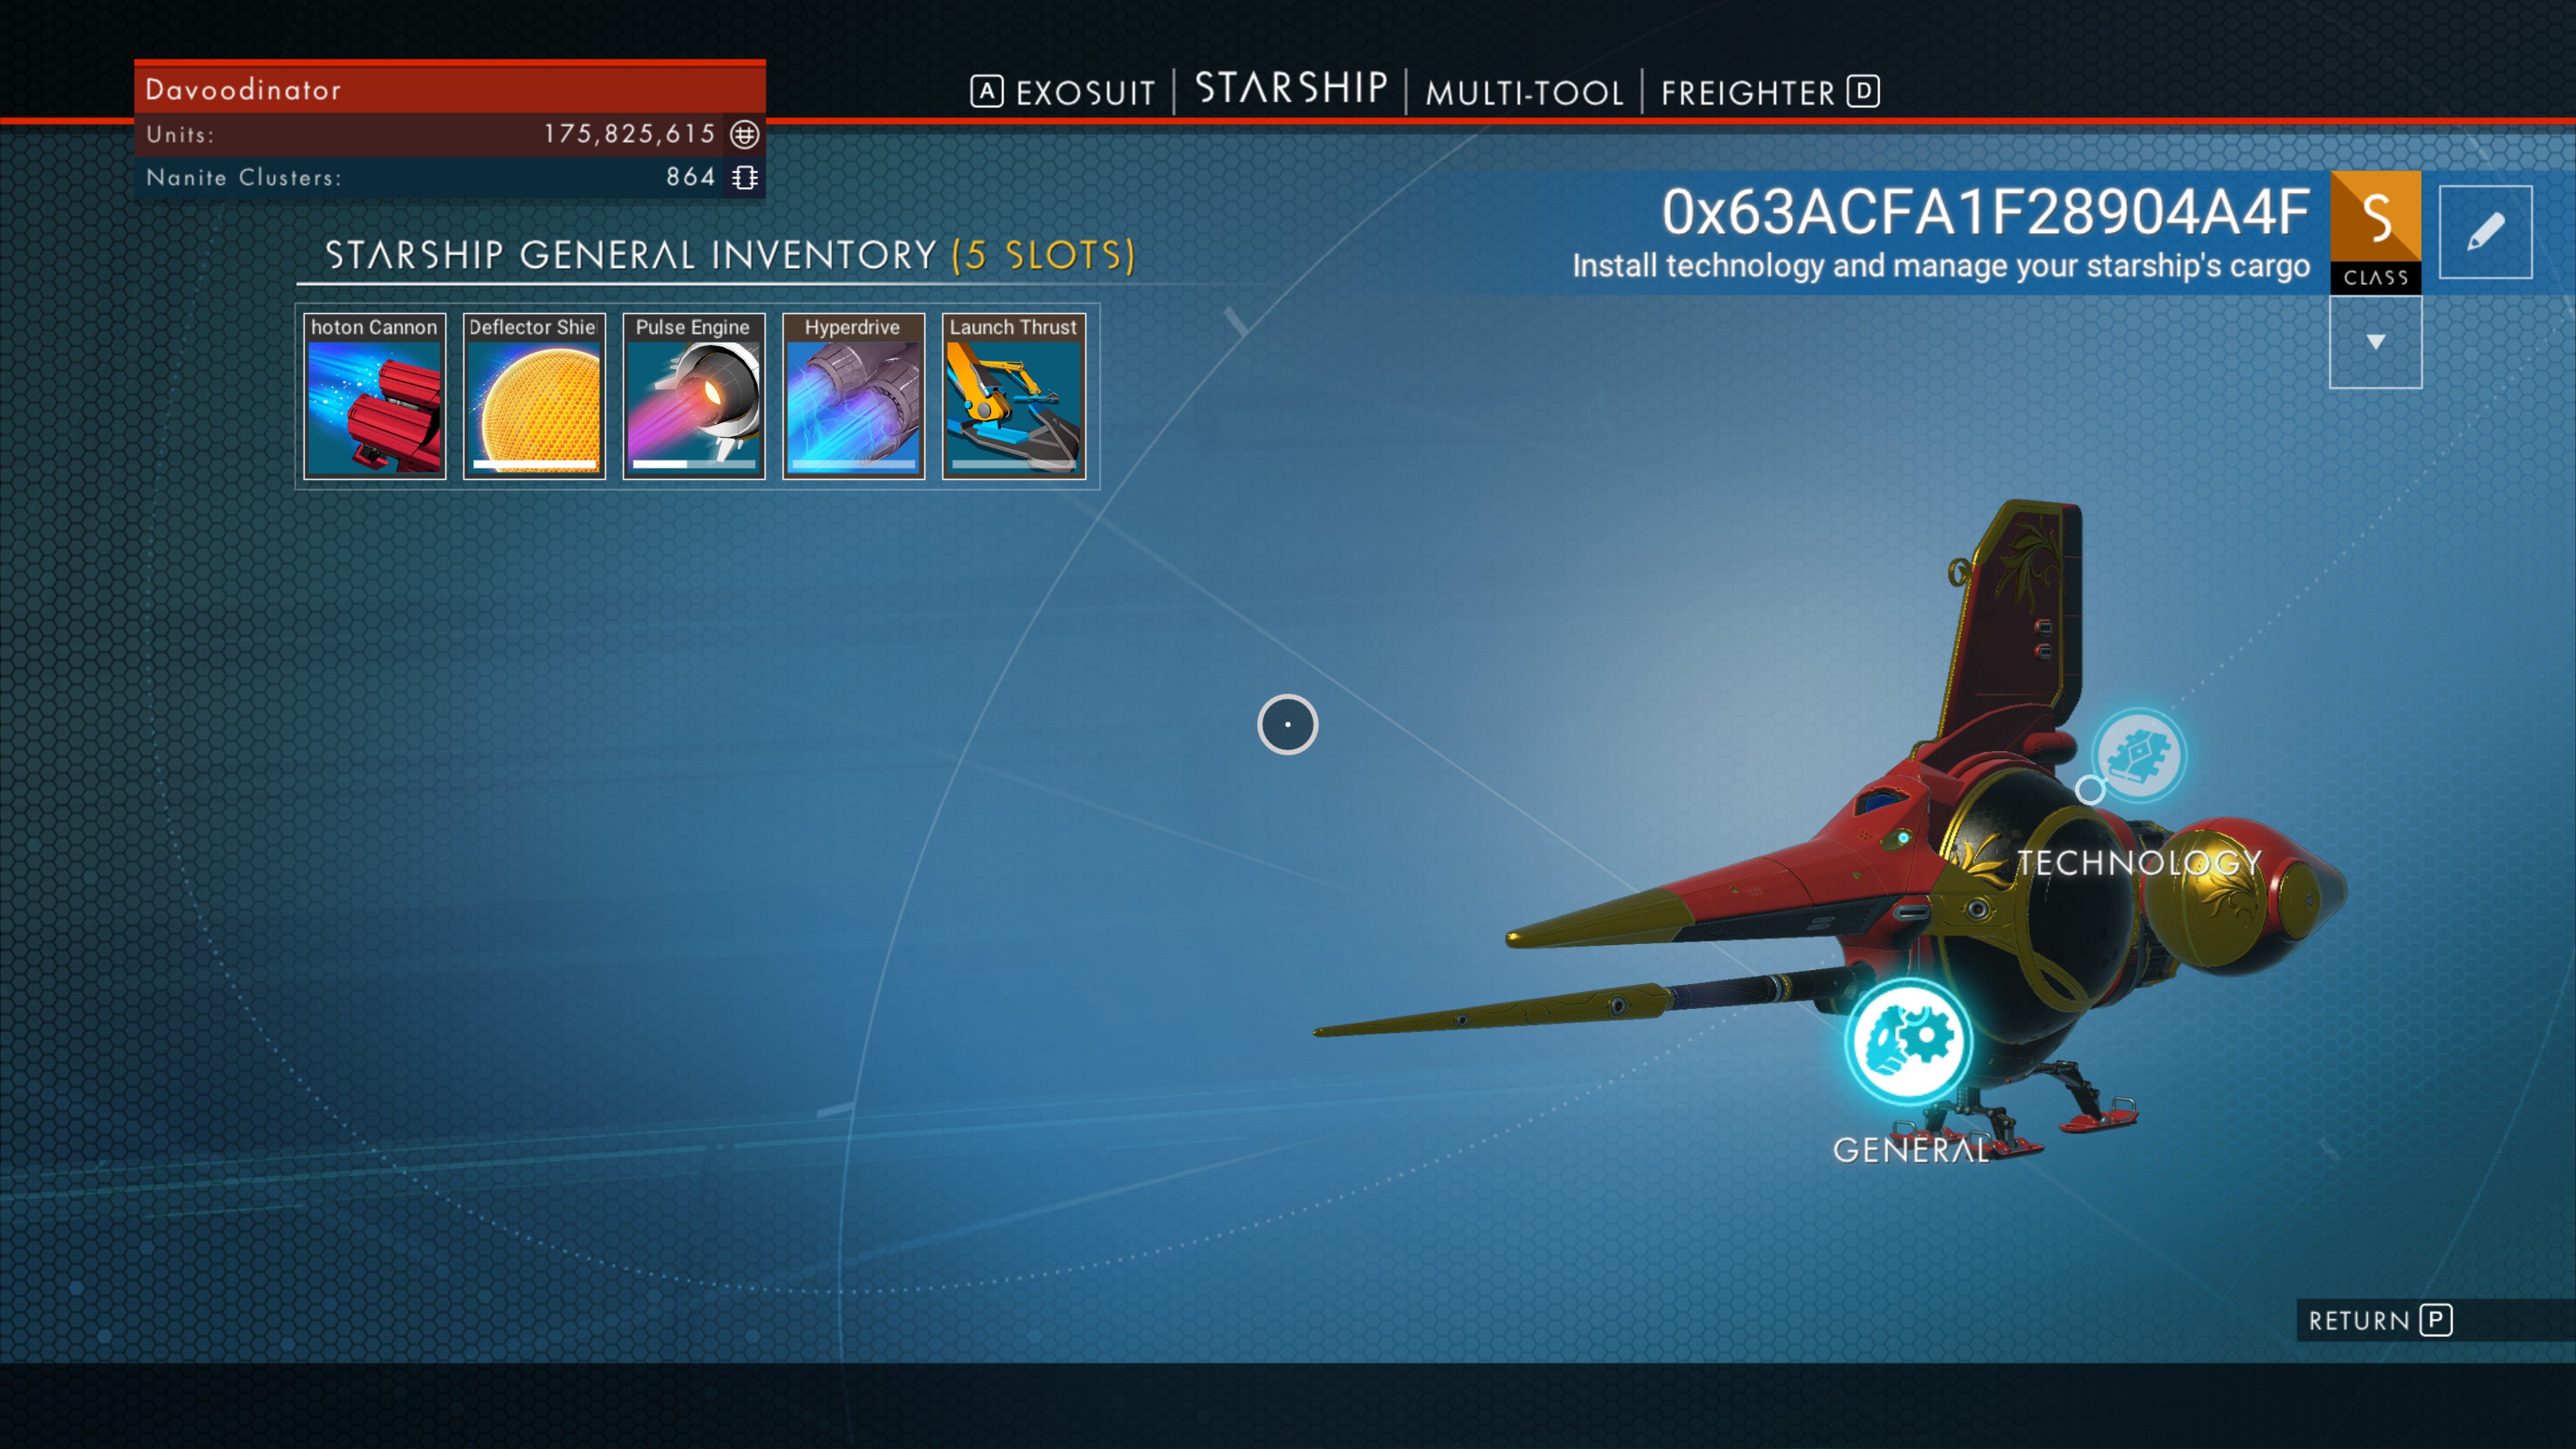 Davoodinator
Units: 175,825,615
Nanite Clusters: 864
A EXOSUIT STARSHIP MULTI-TOOL FREIGHTER D
0x63ACFA1F28904A4F
Install technology and manage your starship's cargo
S
CLASS
STARSHIP GENERAL INVENTORY (5 SLOTS)
hoton Cannon Deflector Shie Pulse Engine Hyperdrive Launch Thrust
TECHNOLOGY
GENERAL
RETURN P